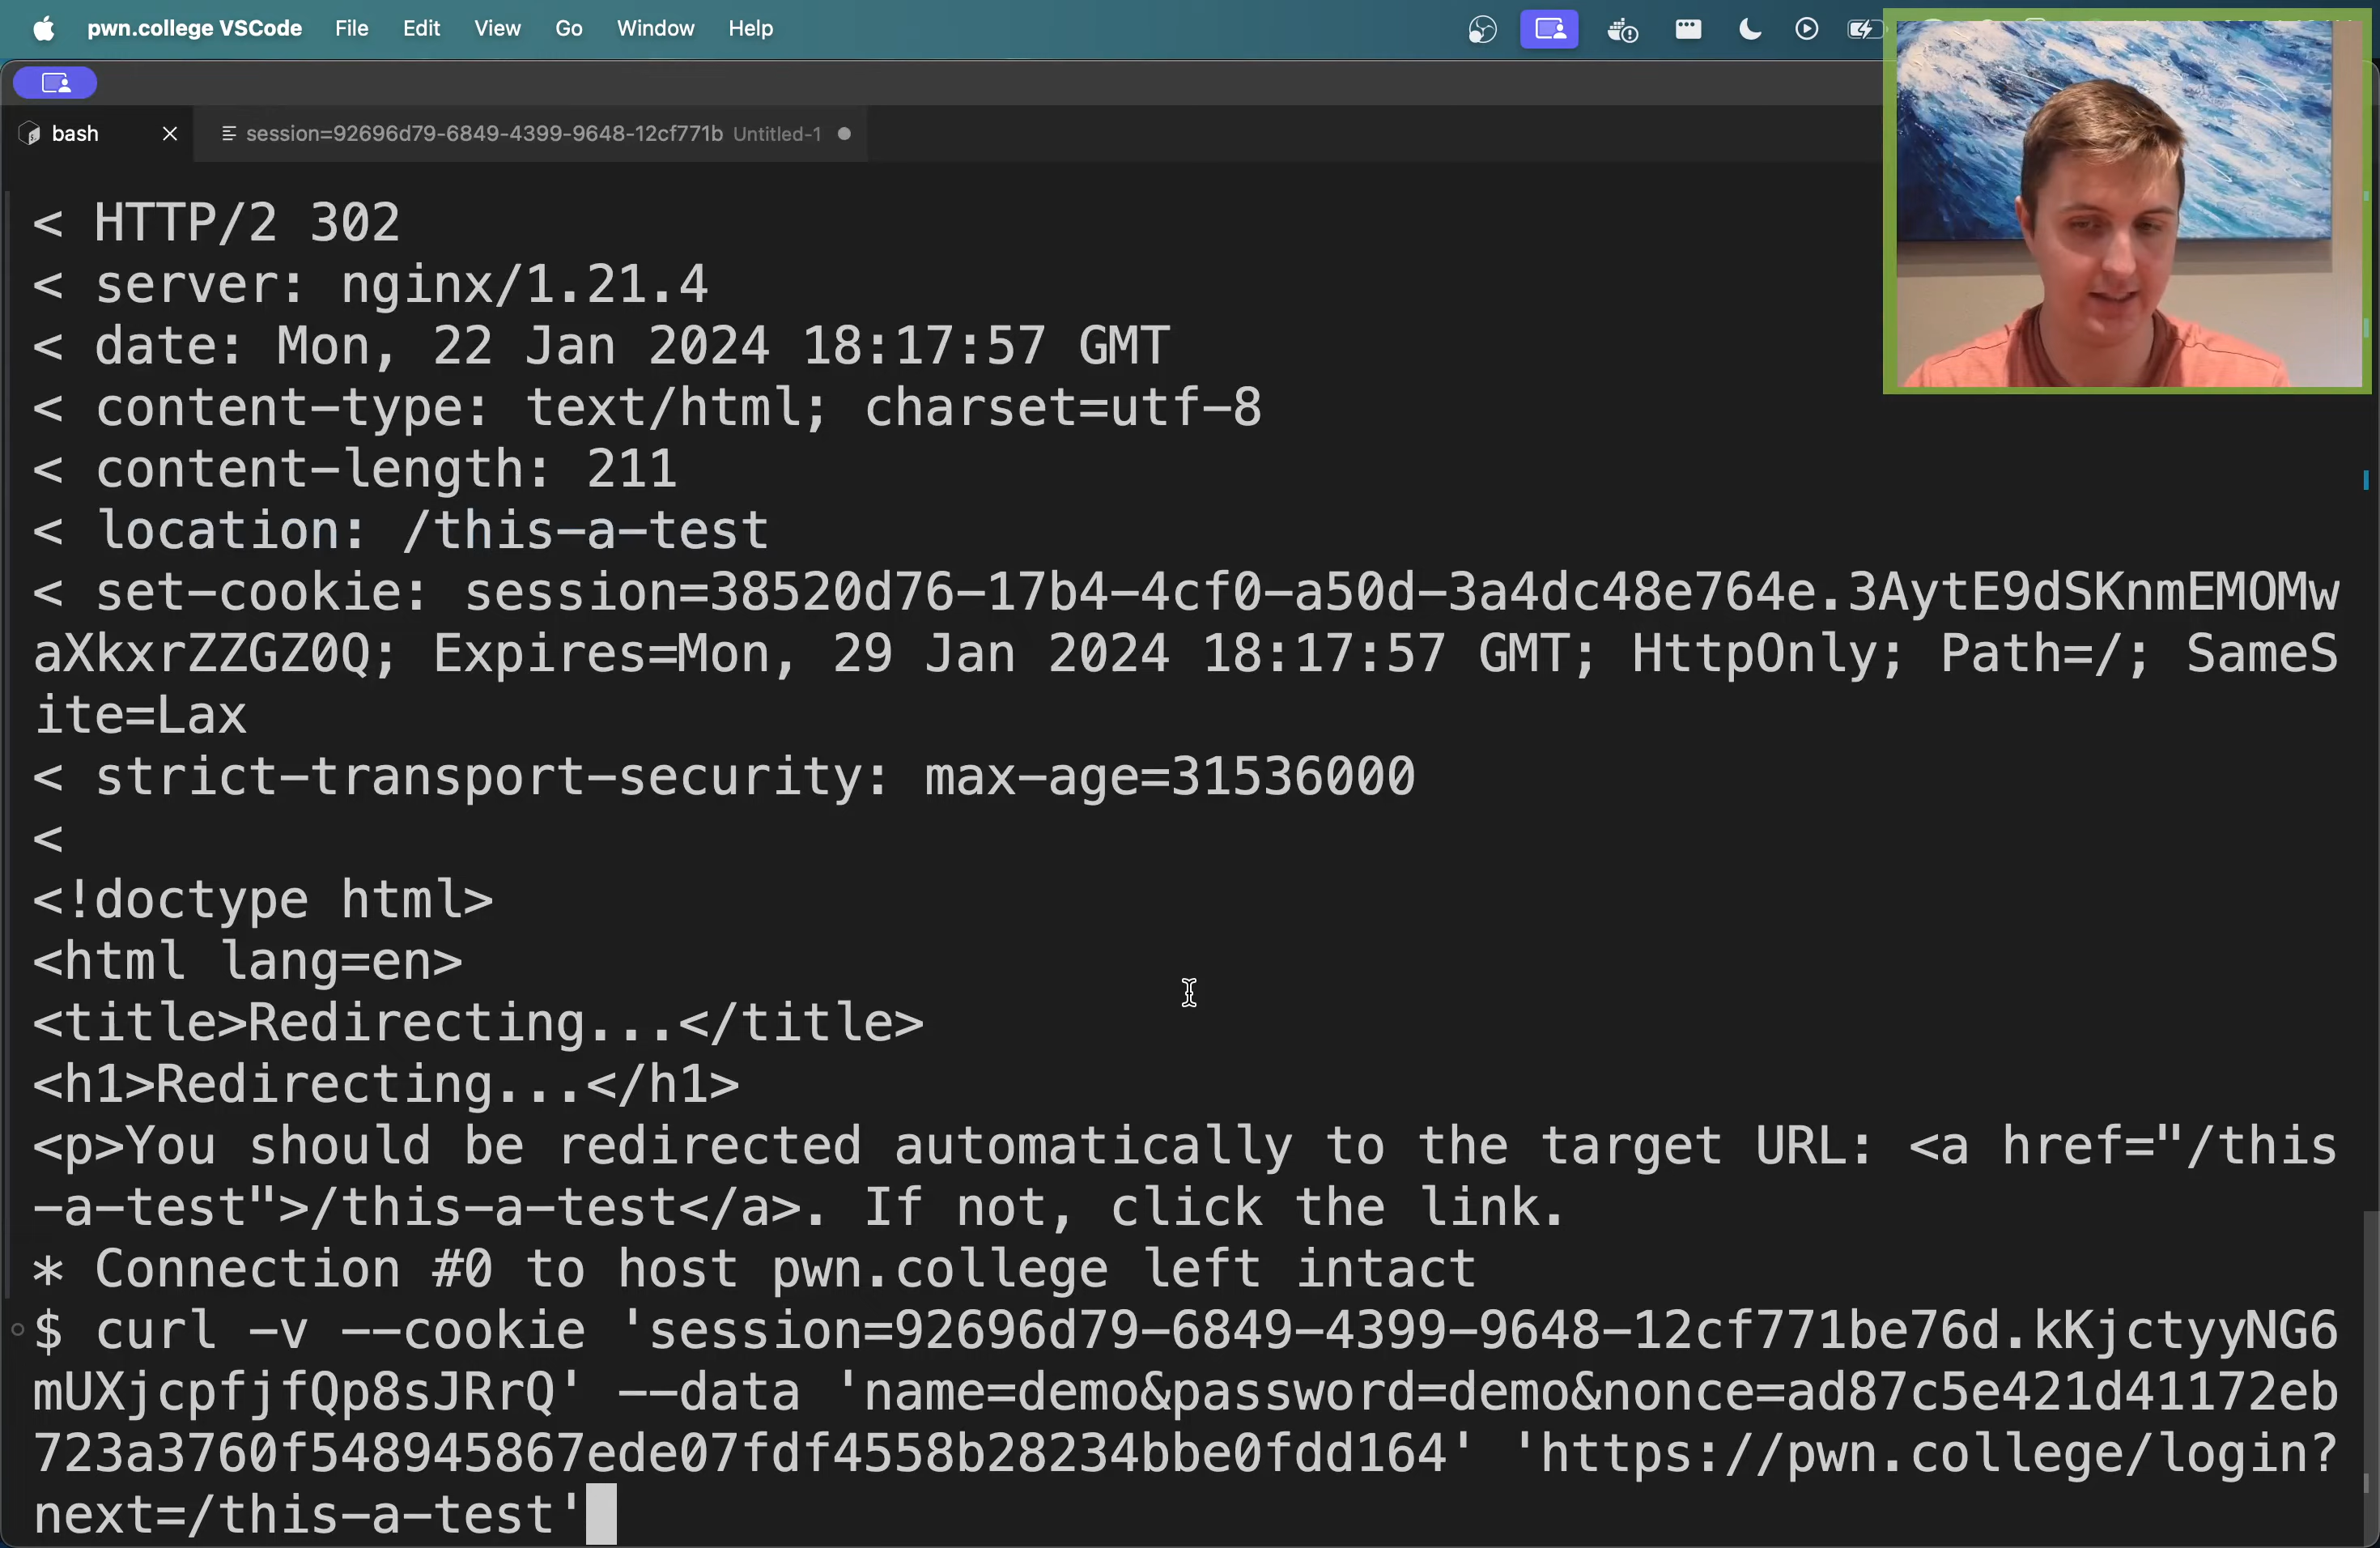 pwn.college VSCode File Edit View Go Window Help
bash session=92696d79-6849-4399-9648-12cf771b Untitled-1
< HTTP/2 302
< server: nginx/1.21.4
< date: Mon, 22 Jan 2024 18:17:57 GMT
< content-type: text/html; charset=utf-8
< content-length: 211
< location: /this-a-test
< set-cookie: session=38520d76-17b4-4cf0-a50d-3a4dc48e764e.3AytE9dSKnmEMOMw
aXkxrZZGZ0Q; Expires=Mon, 29 Jan 2024 18:17:57 GMT; HttpOnly; Path=/; SameS
ite=Lax
< strict-transport-security: max-age=31536000
<
<!doctype html>
<html lang=en>
<title>Redirecting...</title>
<h1>Redirecting...</h1>
<p>You should be redirected automatically to the target URL: <a href="/this
-a-test">/this-a-test</a>. If not, click the link.
* Connection #0 to host pwn.college left intact
$ curl -v --cookie 'session=92696d79-6849-4399-9648-12cf771be76d.kKjctyyNG6
mUXjcpfjfQp8sJRrQ' --data 'name=demo&password=demo&nonce=ad87c5e421d41172eb
723a3760f548945867ede07fdf4558b28234bbe0fdd164' 'https://pwn.college/login?
next=/this-a-test'